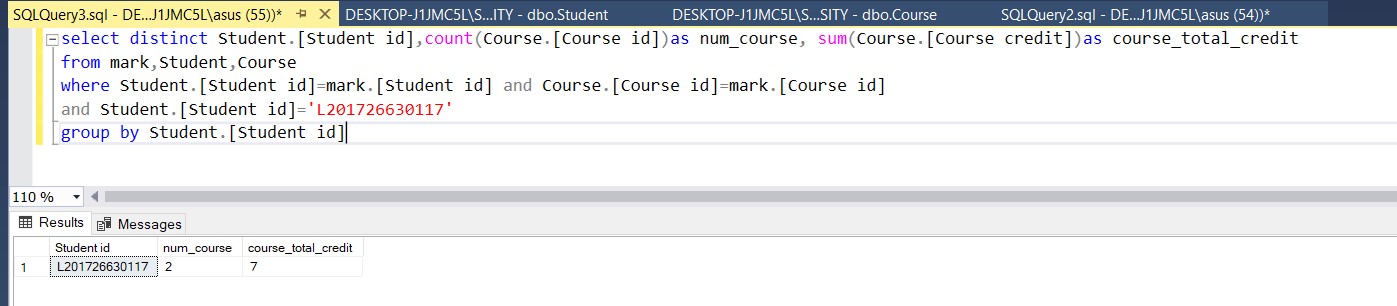 SQLQuery3.sql - DE...J1JMC5L\asus (55))* DESKTOP-J1JMC5L\S...ITY - dbo.Student DESKTOP-J1JMC5L\S...SITY - dbo.Course SQLQuery2.sql - DE...J1JMC5L\asus (54))*
select distinct Student.[Student id],count(Course.[Course id])as num_course, sum(Course.[Course credit])as course_total_credit
from mark,Student,Course
where Student.[Student id]=mark.[Student id] and Course.[Course id]=mark.[Course id]
and Student.[Student id]='L201726630117'
group by Student.[Student id]
110 %
Results Messages
Student id num_course course_total_credit
1 L201726630117 2 7